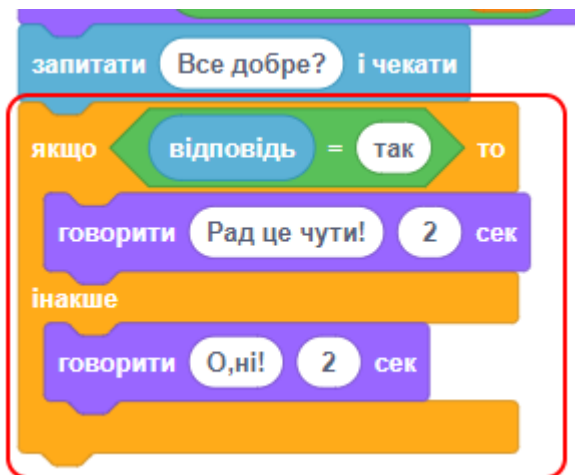 запитати Все добре? і чекати
якщо відповідь = так то
говорити Рад це чути! 2 сек
інакше
говорити О,ні! 2 сек